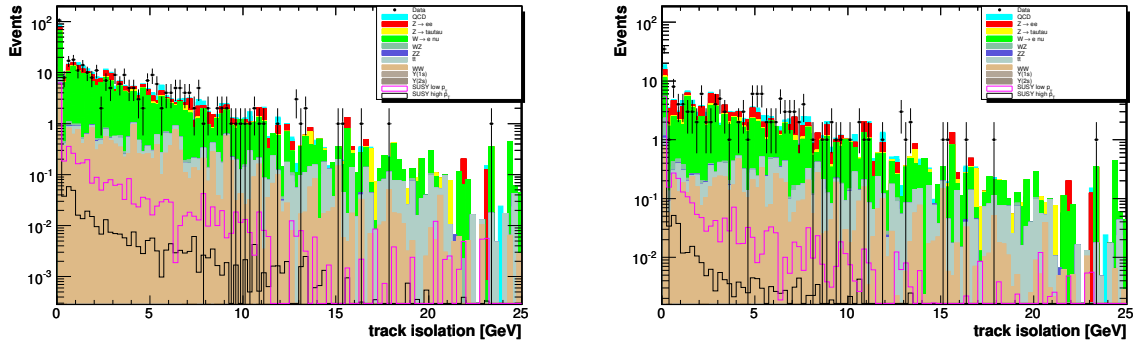 Events
10²
10
1
10⁻¹
10⁻²
10⁻³
0 5 10 15 20 25
track isolation [GeV]
Data
QCD
Z → ee
Z → tautau
W → e nu
WZ
ZZ
tt
WW
Y(1s)
Y(2s)
SUSY low p
SUSY high p̂T
Events
10²
10
1
10⁻¹
10⁻²
0 5 10 15 20 25
track isolation [GeV]
Data
QCD
Z → ee
Z → tautau
W → e nu
WZ
ZZ
tt
WW
Y(1s)
Y(2s)
SUSY low p
SUSY high p̂T